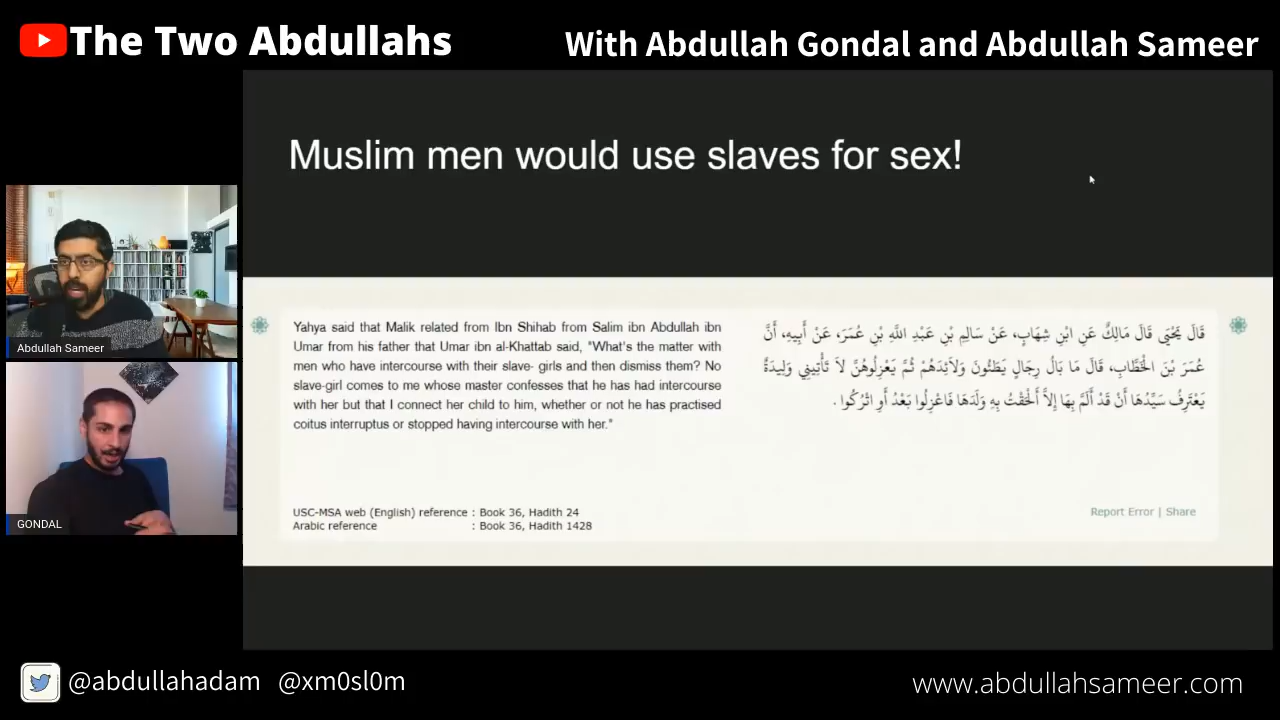 The Two Abdullahs
With Abdullah Gondal and Abdullah Sameer
Muslim men would use slaves for sex!
Abdullah Sameer
GONDAL
Yahya said that Malik related from Ibn Shihab from Salim ibn Abdullah ibn
Umar from his father that Umar ibn al-Khattab said, "What's the matter with
men who have intercourse with their slave- girls and then dismiss them? No
slave-girl comes to me whose master confesses that he has had intercourse
with her but that I connect her child to him, whether or not he has practised
coitus interruptus or stopped having intercourse with her."
قَالَ يَحْيَى قَالَ مَالِكٌ عَنِ ابْنِ شِهَابٍ، عَنْ سَالِمِ بْنِ عَبْدِ اللَّهِ بْنِ عُمَرَ، عَنْ أَبِيهِ، أَنَّ
عُمَرَ بْنَ الْخَطَّابِ، قَالَ مَا بَالُ رِجَالٍ يَطَئُونَ وَلاَئِدَهُمْ ثُمَّ يَعْزِلُوهُنَّ لاَ تَأْتِينِي وَلِيدَةٌ
يَعْتَرِفُ سَيِّدُهَا أَنْ قَدْ أَلَمَّ بِهَا إِلاَّ أَلْحَقْتُ بِهِ وَلَدَهَا فَاعْزِلُوا بَعْدُ أَوِ اتْرُكُوا .
USC-MSA web (English) reference : Book 36, Hadith 24
Arabic reference : Book 36, Hadith 1428
Report Error | Share
@abdullahadam @xm0sl0m
www.abdullahsameer.com